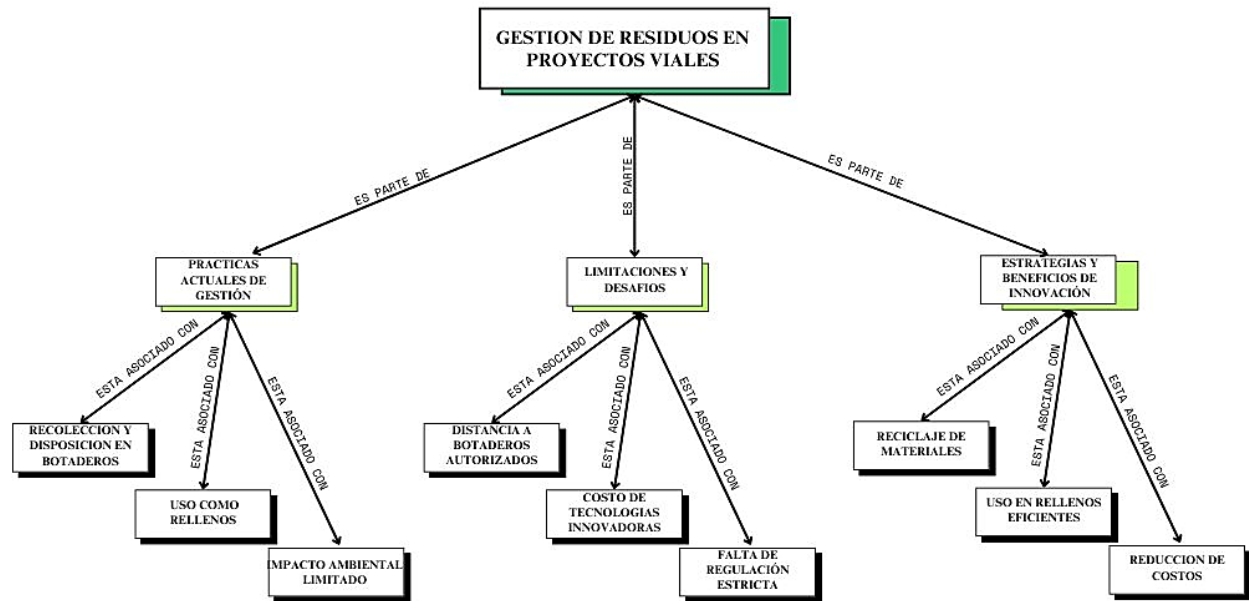 GESTION DE RESIDUOS EN
PROYECTOS VIALES
ES PARTE DE
ES PARTE DE
ES PARTE DE
PRACTICAS
ACTUALES DE
GESTIÓN
LIMITACIONES Y
DESAFIOS
ESTRATEGIAS Y
BENEFICIOS DE
INNOVACIÓN
ESTA ASOCIADO CON
ESTA ASOCIADO CON
ESTA ASOCIADO CON
ESTA ASOCIADO CON
ESTA ASOCIADO CON
ESTA ASOCIADO CON
ESTA ASOCIADO CON
ESTA ASOCIADO CON
ESTA ASOCIADO CON
RECOLECCION Y
DISPOSICION EN
BOTADEROS
DISTANCIA A
BOTADEROS
AUTORIZADOS
RECICLAJE DE
MATERIALES
USO COMO
RELLENOS
COSTO DE
TECNOLOGIAS
INNOVADORAS
USO EN RELLENOS
EFICIENTES
IMPACTO AMBIENTAL
LIMITADO
FALTA DE
REGULACIÓN
ESTRICTA
REDUCCION DE
COSTOS